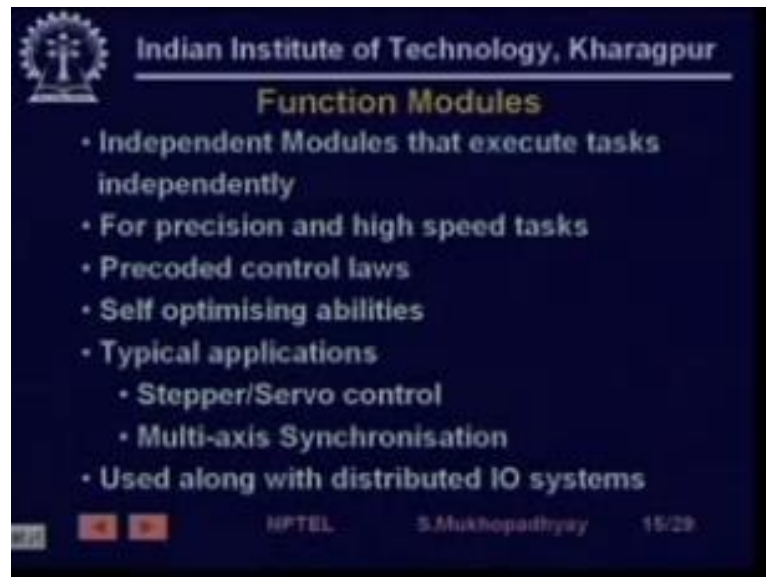 Indian Institute of Technology, Kharagpur
Function Modules
• Independent Modules that execute tasks
independently
• For precision and high speed tasks
• Precoded control laws
• Self optimising abilities
• Typical applications
• Stepper/Servo control
• Multi-axis Synchronisation
• Used along with distributed IO systems
NPTEL S.Mukhopadhyay 15/29